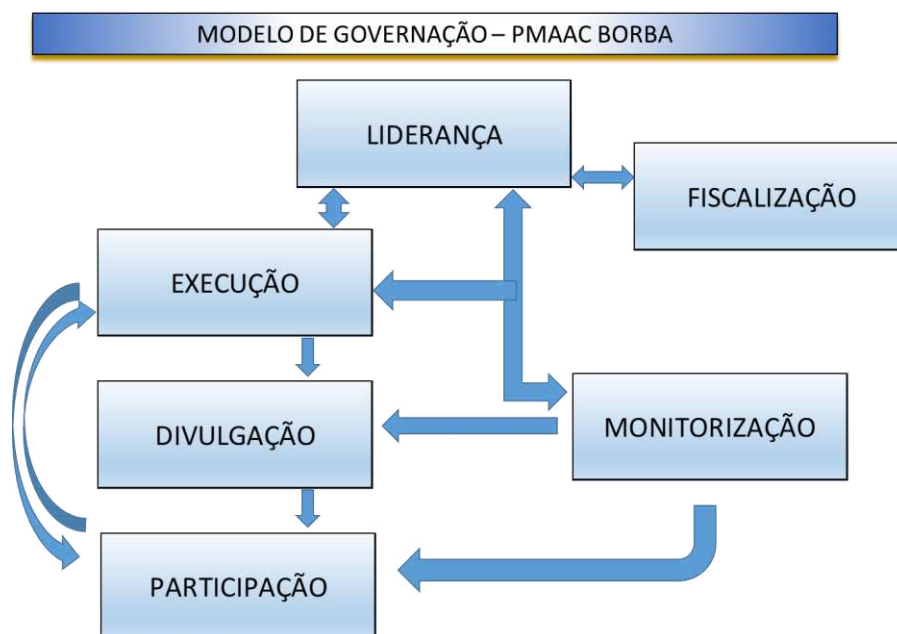 MODELO DE GOVERNAÇÃO – PMAAC BORBA
LIDERANÇA
FISCALIZAÇÃO
EXECUÇÃO
DIVULGAÇÃO
MONITORIZAÇÃO
PARTICIPAÇÃO